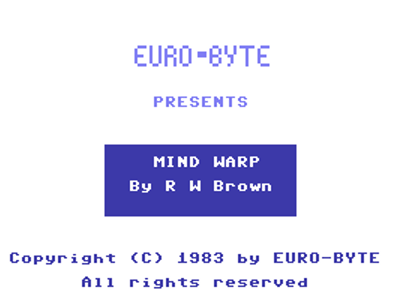 EURO-BYTE
PRESENTS
MIND WARP
By R W Brown
Copyright (C) 1983 by EURO-BYTE
All rights reserved